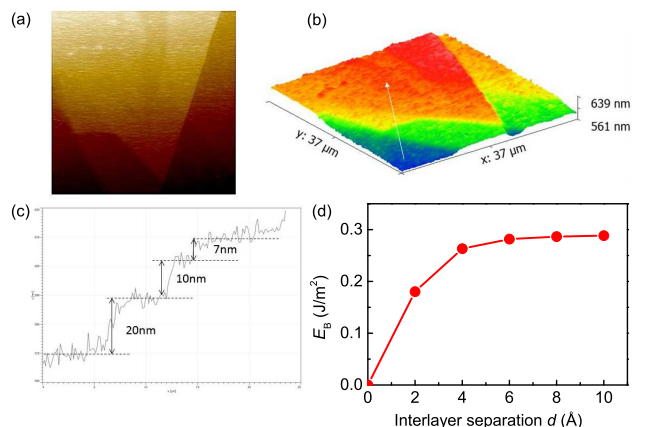 (a)
(b)
639 nm
561 nm
y: 37 µm
x: 37 µm
(c)
7nm
10nm
20nm
(d)
0.3
0.2
0.1
0.0
E_B (J/m²)
0 2 4 6 8 10
Interlayer separation d (Å)